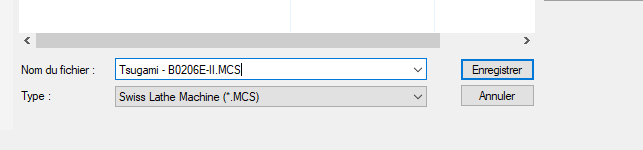 Nom du fichier : Tsugami - B0206E-II.MCS Enregistrer
Type : Swiss Lathe Machine (*.MCS) Annuler